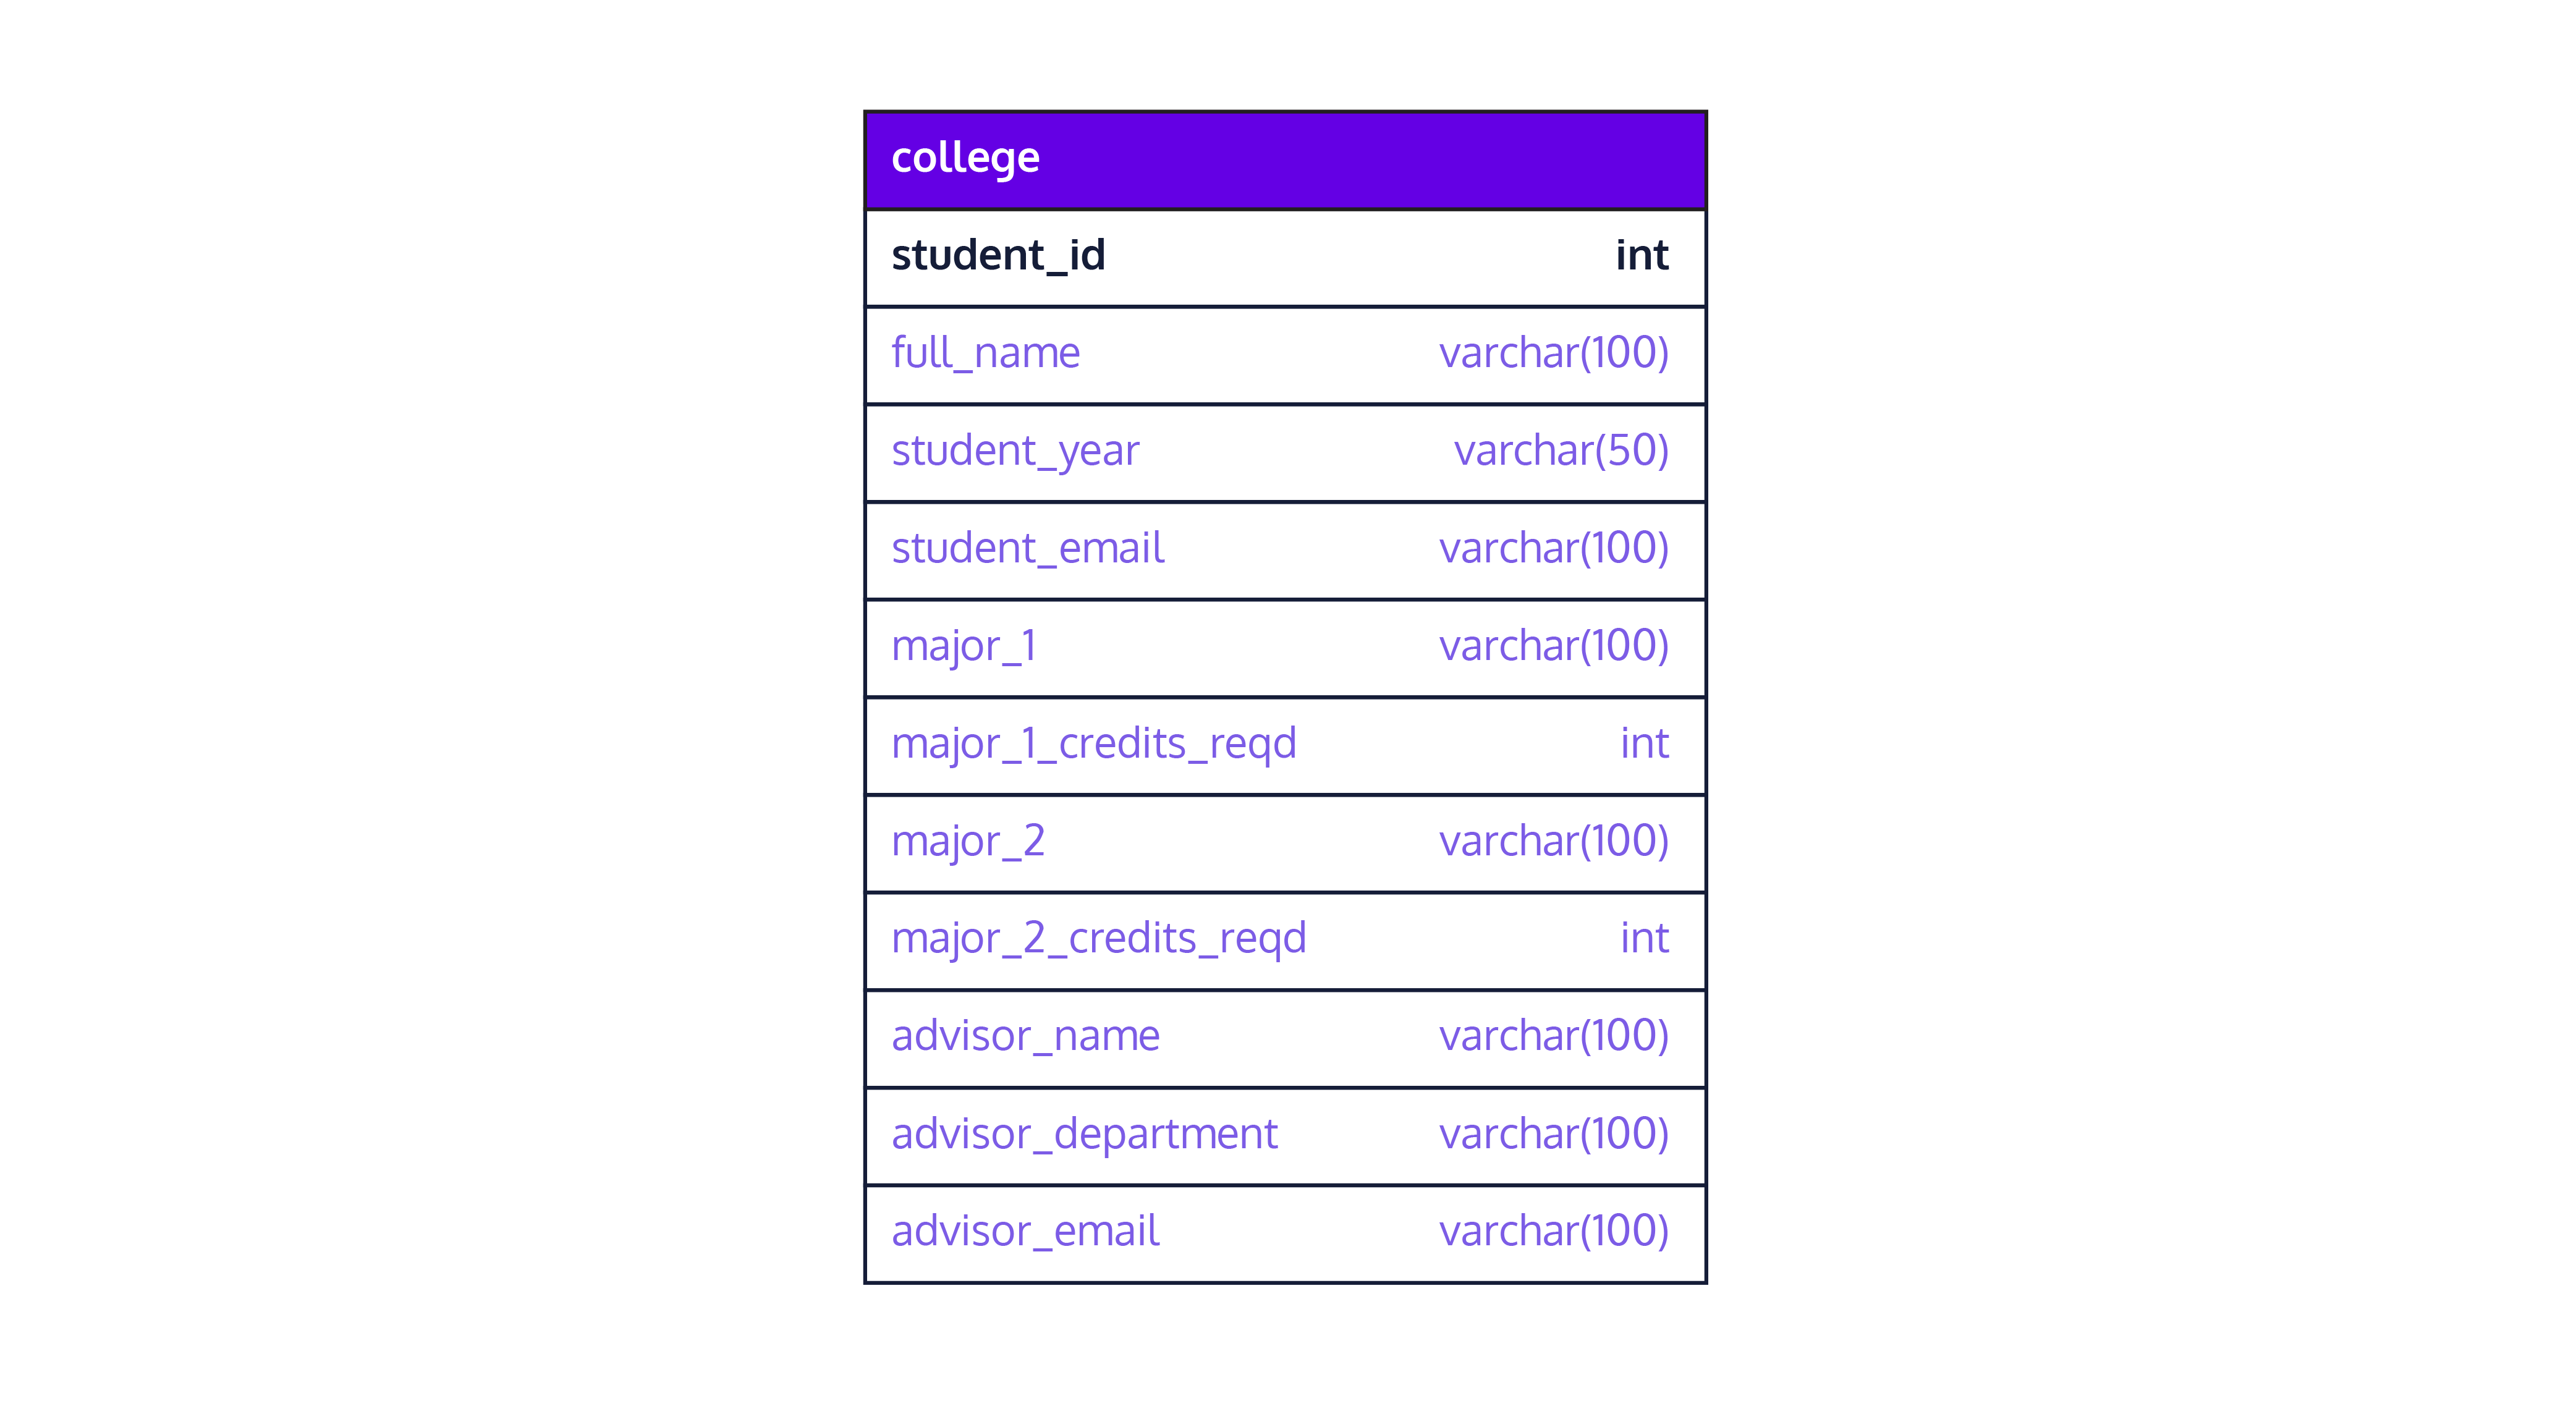 college
student_id int
full_name varchar(100)
student_year varchar(50)
student_email varchar(100)
major_1 varchar(100)
major_1_credits_reqd int
major_2 varchar(100)
major_2_credits_reqd int
advisor_name varchar(100)
advisor_department varchar(100)
advisor_email varchar(100)